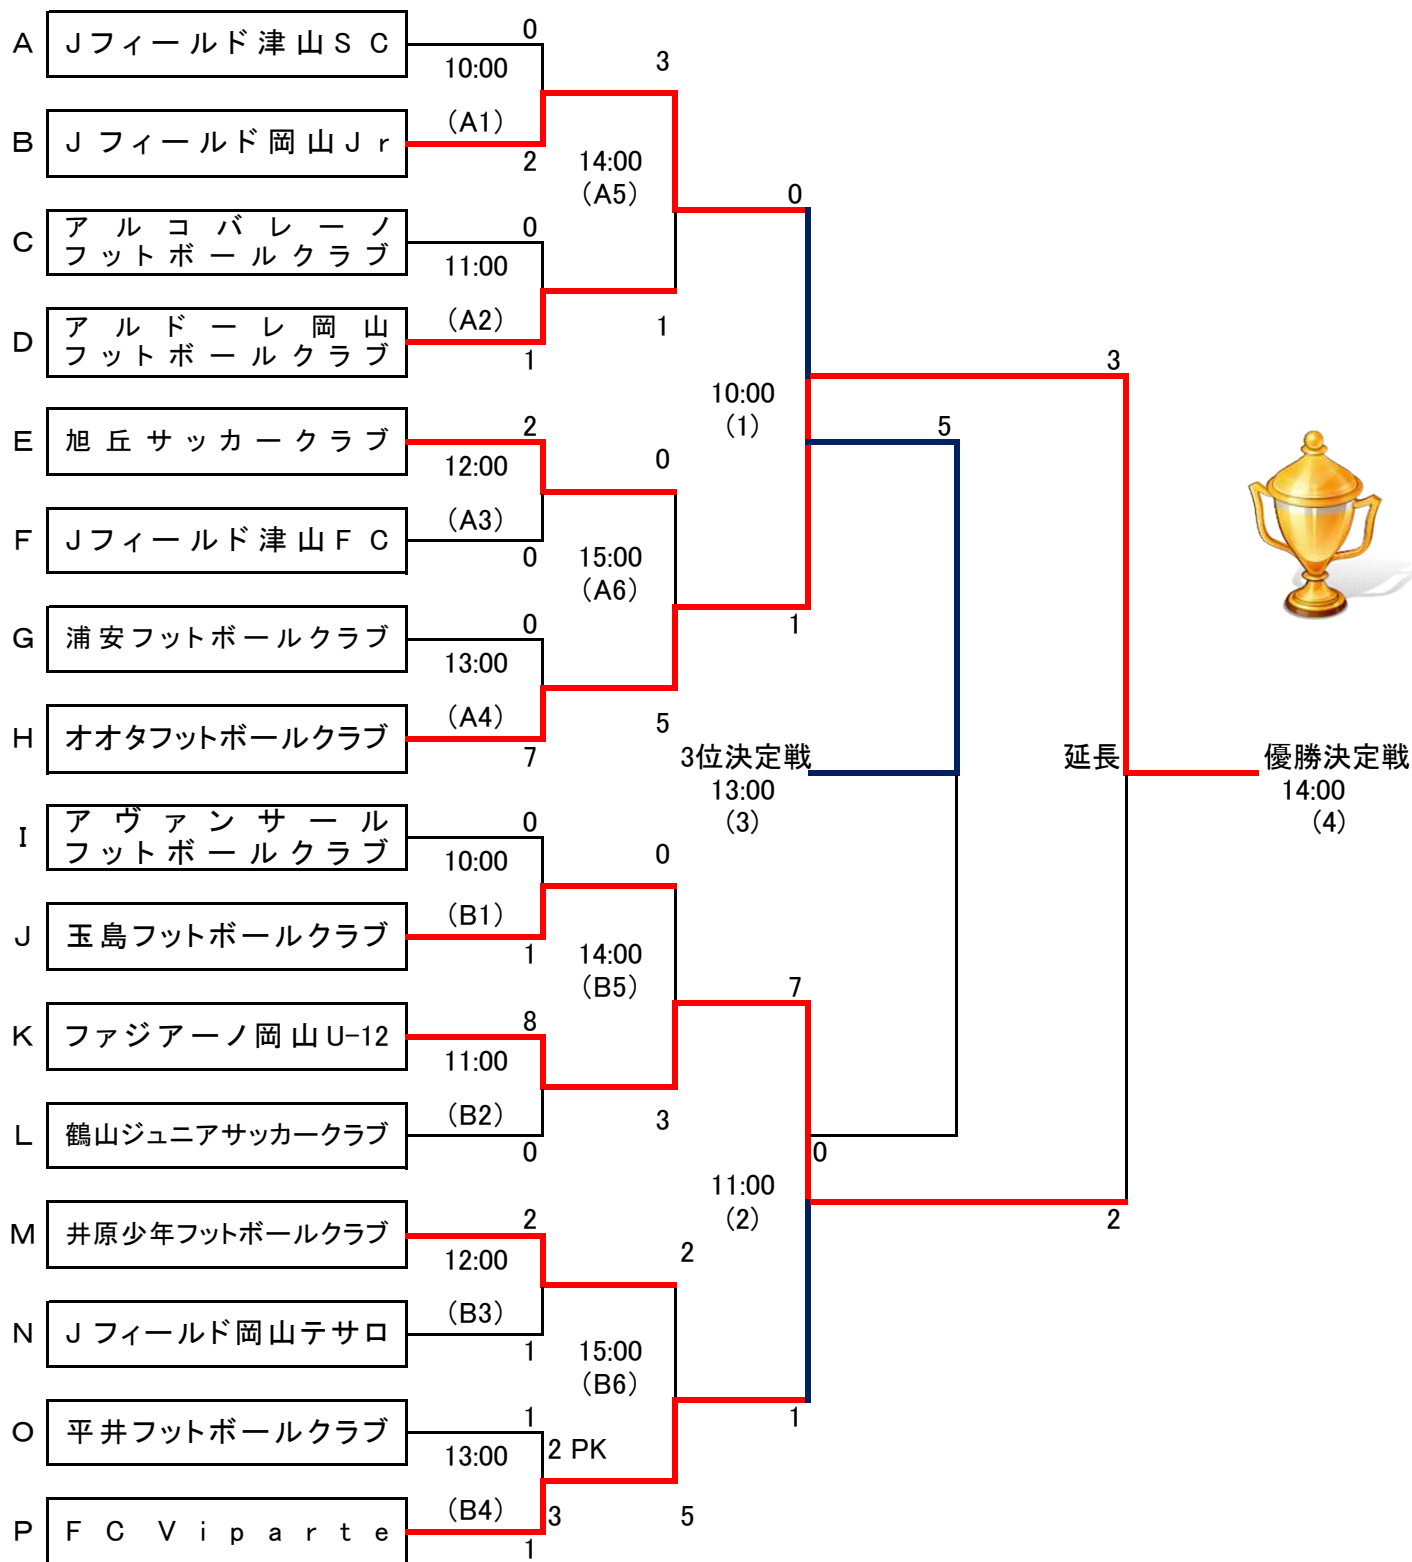 0
A Jフィールド津山SC
3
10:00
B Jフィールド岡山Jr
(A1)
2
14:00
(A5)
0
C アルコバレーノ
フットボールクラブ
0
11:00
D アルドーレ岡山
フットボールクラブ
(A2)
1
1
3
10:00
(1)
E 旭丘サッカークラブ
2
5
12:00
0
F Jフィールド津山FC
(A3)
0
15:00
(A6)
G 浦安フットボールクラブ
0
1
13:00
H オオタフットボールクラブ
(A4)
7
5
3位決定戦
13:00
(3)
延長
優勝決定戦
14:00
(4)
I アヴァンサール
フットボールクラブ
0
10:00
0
J 玉島フットボールクラブ
(B1)
1
14:00
(B5)
7
K ファジアーノ岡山U-12
8
11:00
L 鶴山ジュニアサッカークラブ
(B2)
0
3
0
11:00
(2)
2
M 井原少年フットボールクラブ
2
12:00
2
N Jフィールド岡山テサロ
(B3)
1
15:00
(B6)
O 平井フットボールクラブ
1
1
13:00
2 PK
P FC Viparte
(B4)
3
1
5